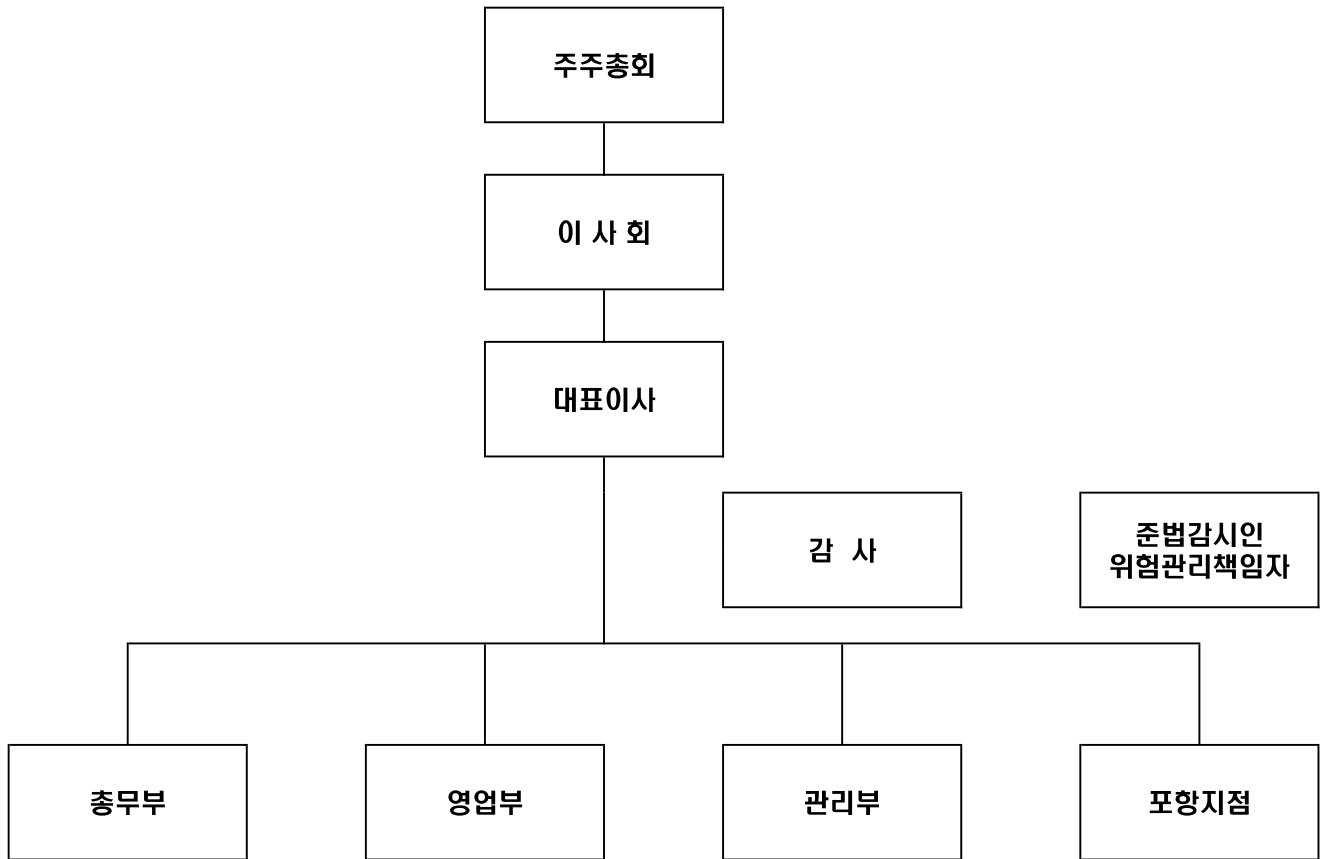 주주총회
이 사 회
대표이사
감 사
준법감시인
위험관리책임자
총무부
영업부
관리부
포항지점